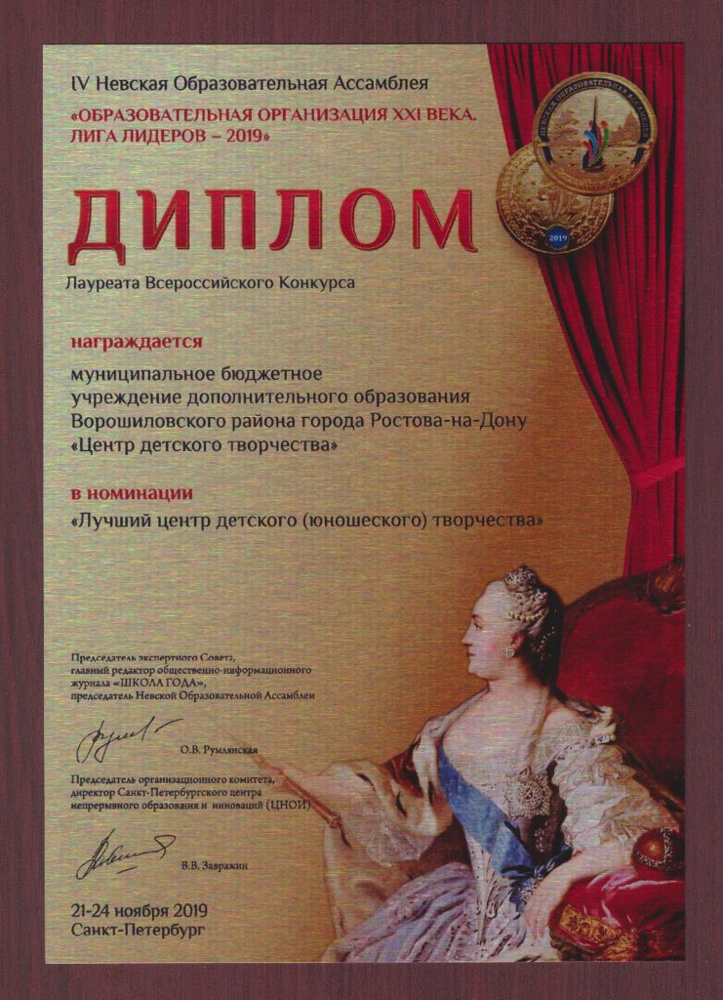 IV Невская Образовательная Ассамблея
«ОБРАЗОВАТЕЛЬНАЯ ОРГАНИЗАЦИЯ XXI ВЕКА.
ЛИГА ЛИДЕРОВ – 2019»
НЕВСКАЯ ОБРАЗОВАТЕЛЬНАЯ АССАМБЛЕЯ
2019
ДИПЛОМ
Лауреата Всероссийского Конкурса
награждается
муниципальное бюджетное
учреждение дополнительного образования
Ворошиловского района города Ростова-на-Дону
«Центр детского творчества»
в номинации
«Лучший центр детского (юношеского) творчества»
Председатель экспертного Совета,
главный редактор общественно-информационного
журнала «ШКОЛА ГОДА»,
председатель Невской Образовательной Ассамблеи
О.В. Румлянская
Председатель организационного комитета,
директор Санкт-Петербургского центра
непрерывного образования и инноваций (ЦНОИ)
В.В. Завражин
21-24 ноября 2019
Санкт-Петербург